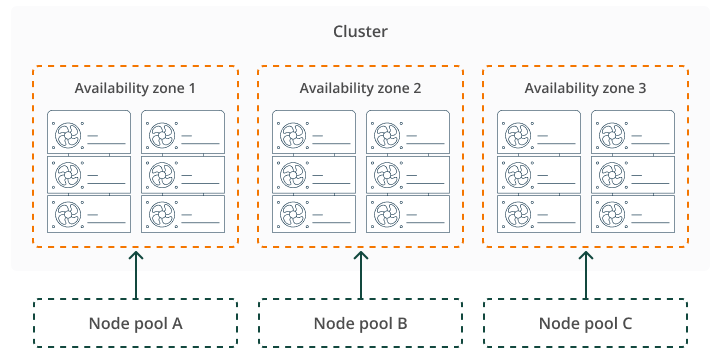 Cluster
Availability zone 1
Availability zone 2
Availability zone 3
Node pool A
Node pool B
Node pool C